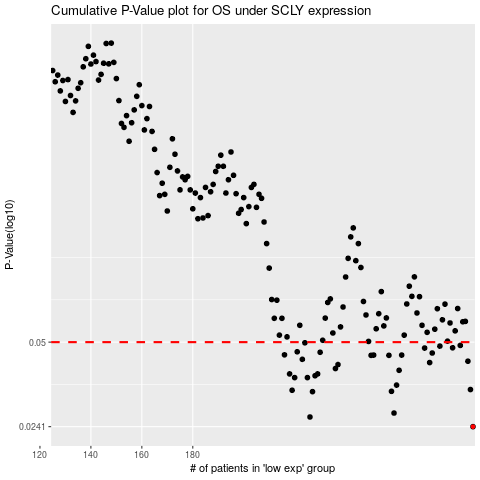 Cumulative P-Value plot for OS under SCLY expression
P-Value(log10)
0.05
0.0241
120 140 160 180
# of patients in 'low exp' group